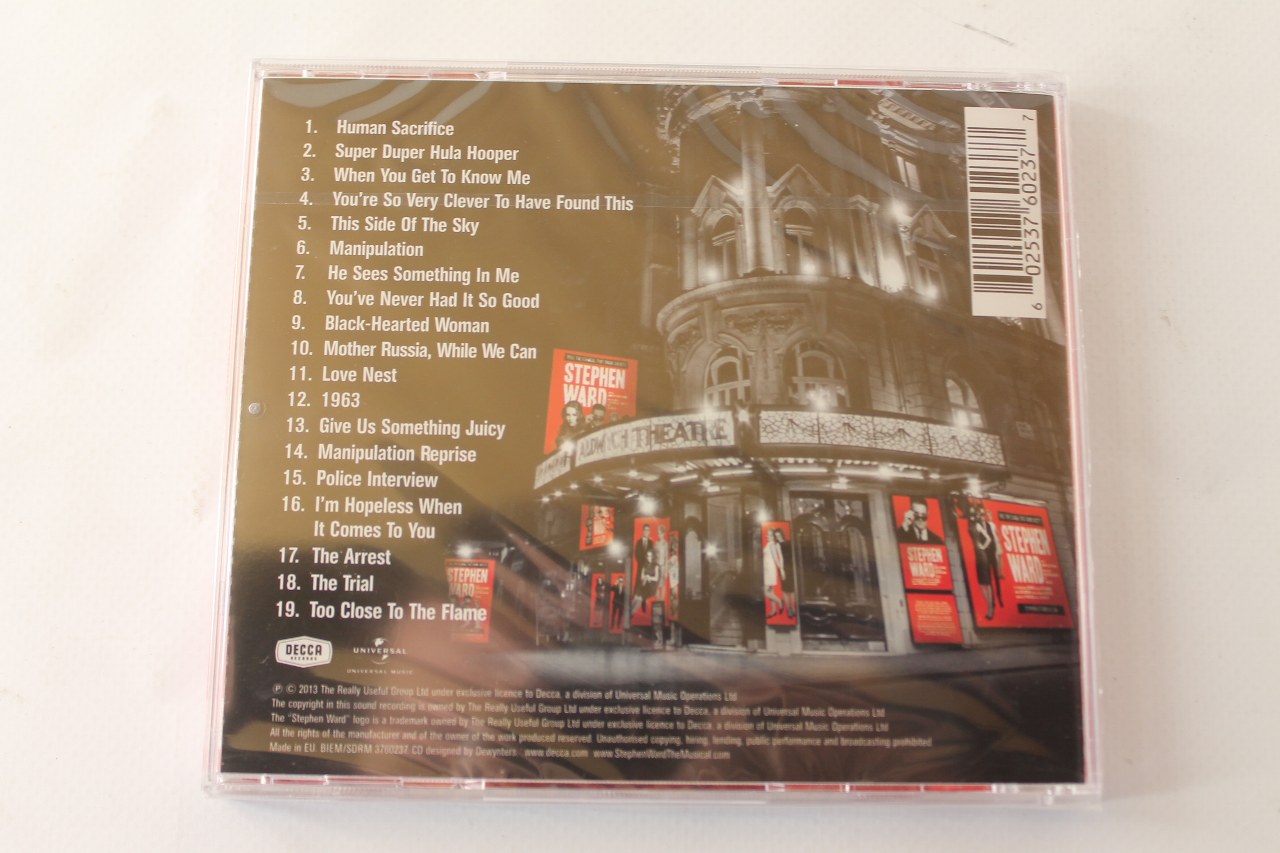 1. Human Sacrifice
2. Super Duper Hula Hooper
3. When You Get To Know Me
4. You're So Very Clever To Have Found This
5. This Side Of The Sky
6. Manipulation
7. He Sees Something In Me
8. You've Never Had It So Good
9. Black-Hearted Woman
10. Mother Russia, While We Can
11. Love Nest
12. 1963
13. Give Us Something Juicy
14. Manipulation Reprise
15. Police Interview
16. I'm Hopeless When
It Comes To You
17. The Arrest
18. The Trial
19. Too Close To The Flame
6 02537 60237 7
STEPHEN
WARD
ALDWYCH THEATRE
STEPHEN
WARD
STEPHEN
WARD
STEPHEN
WARD
DECCA
RECORDS
UNIVERSAL
UNIVERSAL MUSIC
℗ © 2013 The Really Useful Group Ltd under exclusive licence to Decca, a division of Universal Music Operations Ltd
The copyright in this sound recording is owned by The Really Useful Group Ltd under exclusive licence to Decca, a division of Universal Music Operations Ltd
The "Stephen Ward" logo is a trademark owned by The Really Useful Group Ltd under exclusive licence to Decca, a division of Universal Music Operations Ltd
All the rights of the manufacturer and of the owner of the work produced reserved. Unauthorised copying, hiring, lending, public performance and broadcasting prohibited
Made in EU. BIEM/SDRM 3760237. CD designed by Dewynters. www.decca.com www.StephenWardTheMusical.com